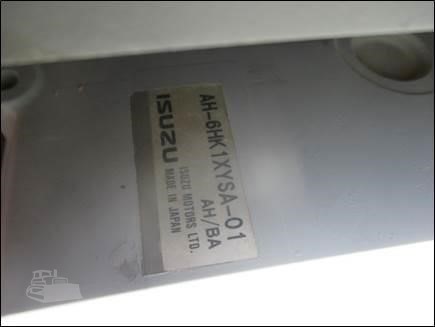 AH-6HK1XYSA-01
AH/BA
ISUZU
ISUZU MOTORS LTD.
MADE IN JAPAN